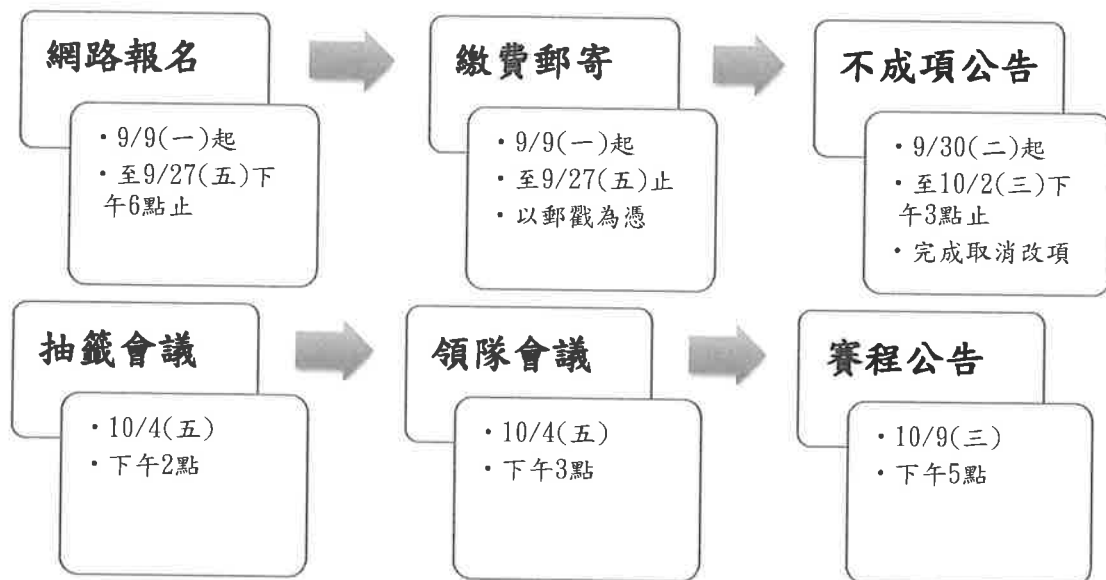 網路報名
・9/9(一)起
・至9/27(五)下
午6點止
繳費郵寄
・9/9(一)起
・至9/27(五)止
・以郵戳為憑
不成項公告
・9/30(二)起
・至10/2(三)下
午3點止
・完成取消改項
抽籤會議
・10/4(五)
・下午2點
領隊會議
・10/4(五)
・下午3點
賽程公告
・10/9(三)
・下午5點